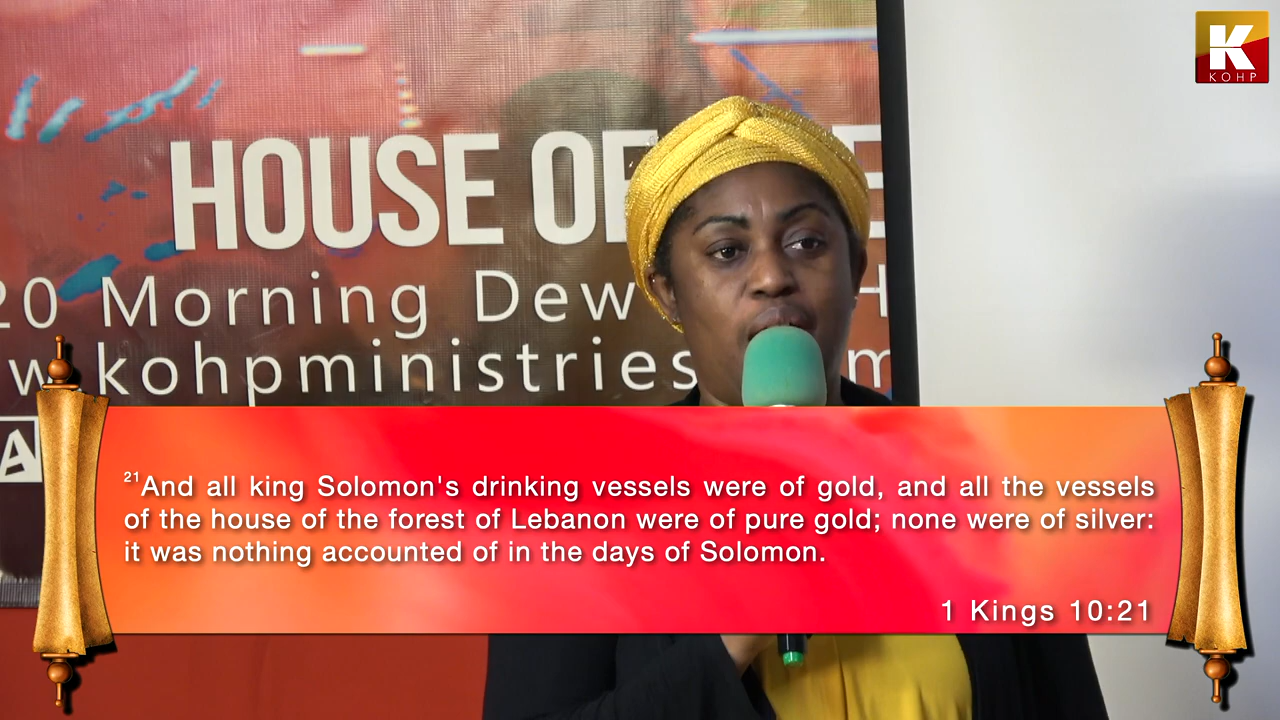 K
KOHP
HOUSE OF
20 Morning Dew H
w kohpministries m
A
21And all king Solomon's drinking vessels were of gold, and all the vessels
of the house of the forest of Lebanon were of pure gold; none were of silver:
it was nothing accounted of in the days of Solomon.
1 Kings 10:21